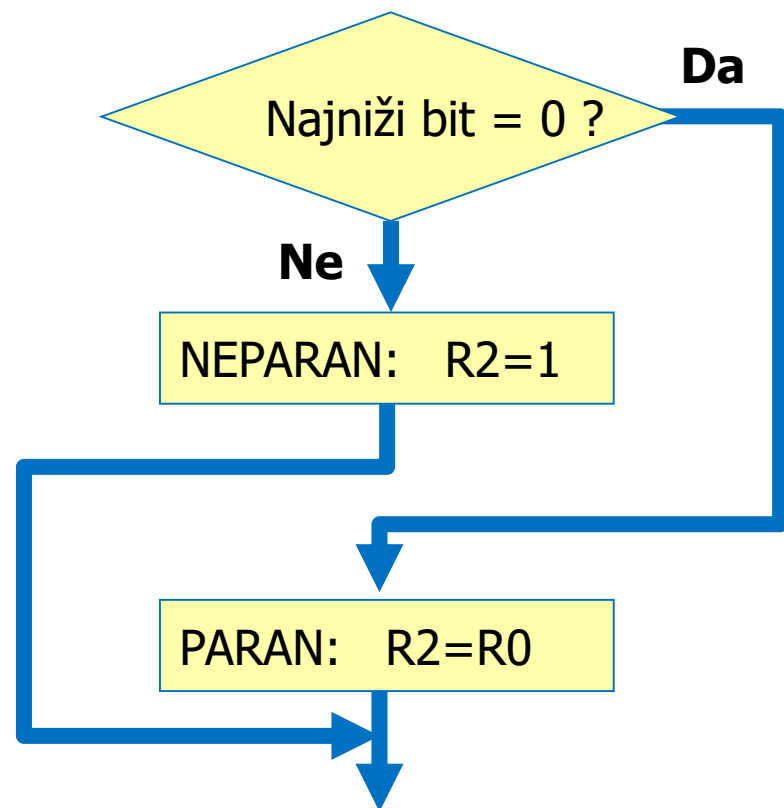 Da
Najniži bit = 0 ?
Ne
NEPARAN: R2=1
PARAN: R2=R0